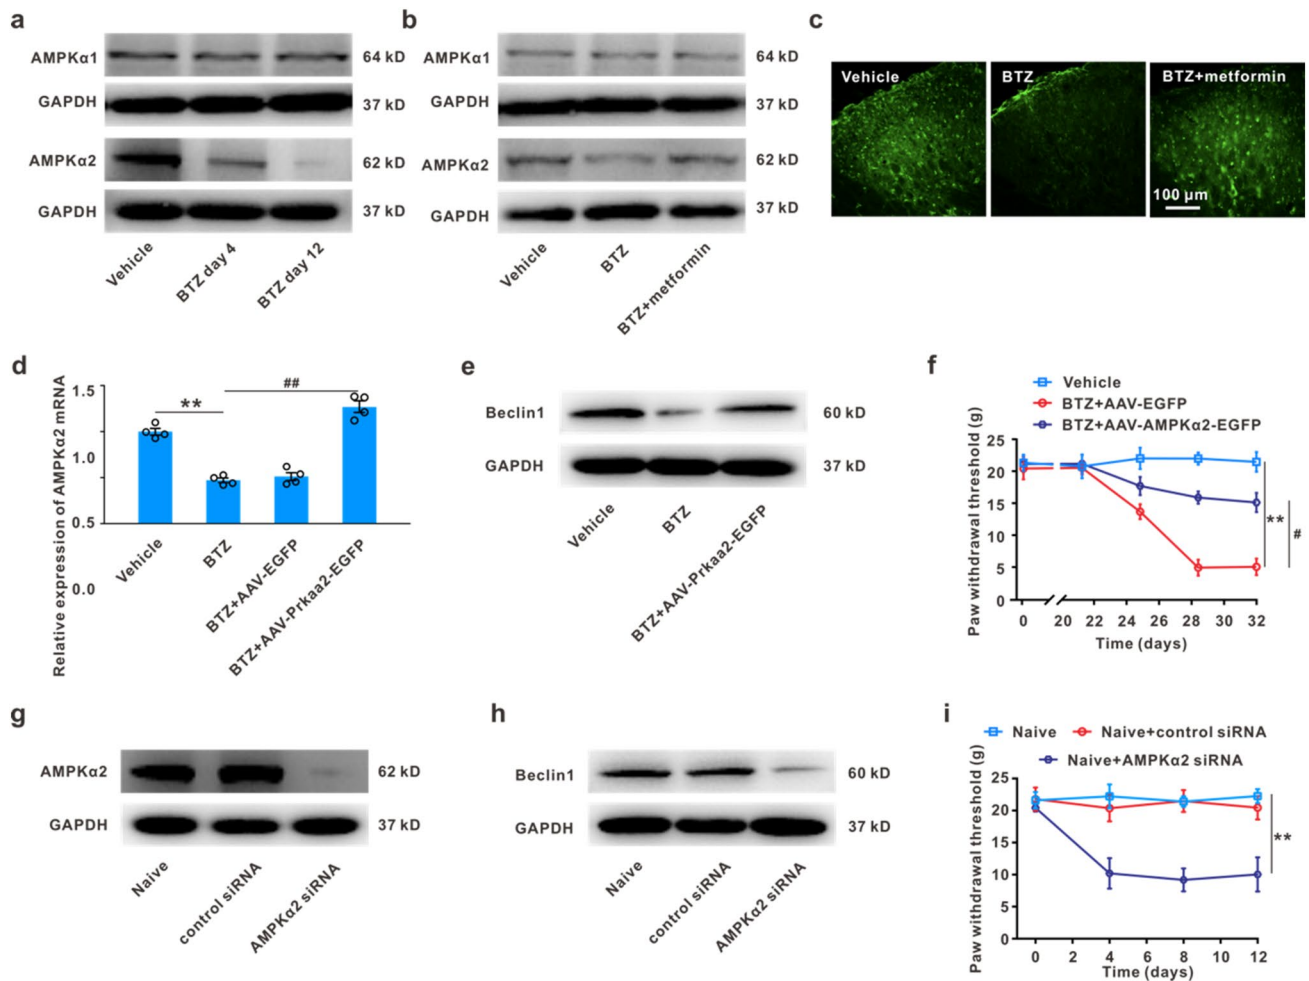 a
AMPKα1
64 kD
GAPDH
37 kD
AMPKα2
62 kD
GAPDH
37 kD
Vehicle
BTZ day 4
BTZ day 12
b
AMPKα1
64 kD
GAPDH
37 kD
AMPKα2
62 kD
GAPDH
37 kD
Vehicle
BTZ
BTZ+metformin
c
Vehicle
BTZ
BTZ+metformin
100 μm
d
Relative expression of AMPKα2 mRNA
1.5
1.0
0.5
0.0
**
##
Vehicle
BTZ
BTZ+AAV-EGFP
BTZ+AAV-Prkaa2-EGFP
e
Beclin1
60 kD
GAPDH
37 kD
Vehicle
BTZ
BTZ+AAV-Prkaa2-EGFP
f
Vehicle
BTZ+AAV-EGFP
BTZ+AAV-AMPKα2-EGFP
Paw withdrawal threshold (g)
25
20
15
10
5
0
** #
0 20 22 24 26 28 30 32
Time (days)
g
AMPKα2
62 kD
GAPDH
37 kD
Naive
control siRNA
AMPKα2 siRNA
h
Beclin1
60 kD
GAPDH
37 kD
Naive
control siRNA
AMPKα2 siRNA
i
Naive Naive+control siRNA
Naive+AMPKα2 siRNA
Paw withdrawal threshold (g)
25
20
15
10
5
0
**
0 2 4 6 8 10 12
Time (days)